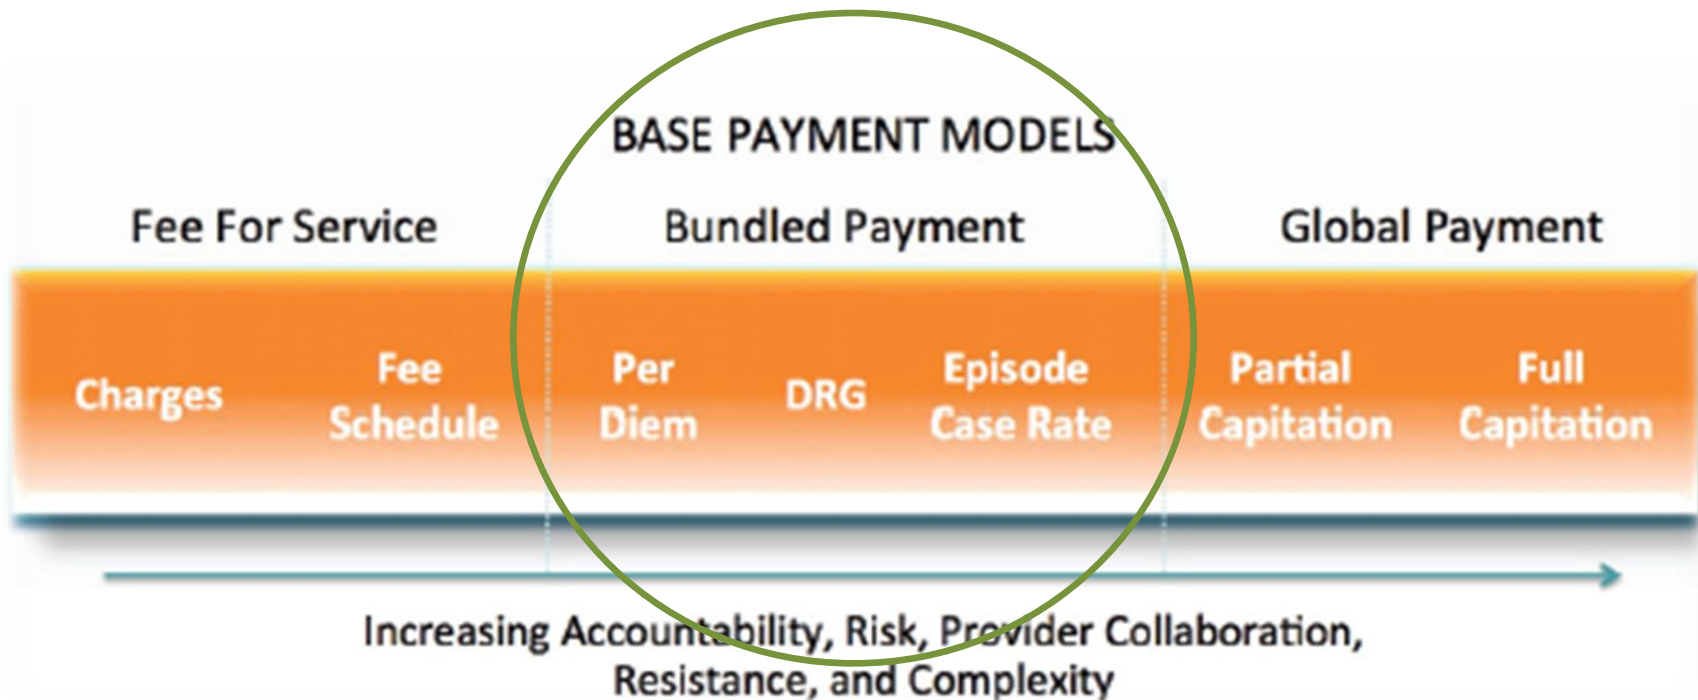 BASE PAYMENT MODELS
Fee For Service
Bundled Payment
Global Payment
Charges
Fee
Schedule
Per
Diem
DRG
Episode
Case Rate
Partial
Capitation
Full
Capitation
Increasing Accountability, Risk, Provider Collaboration,
Resistance, and Complexity